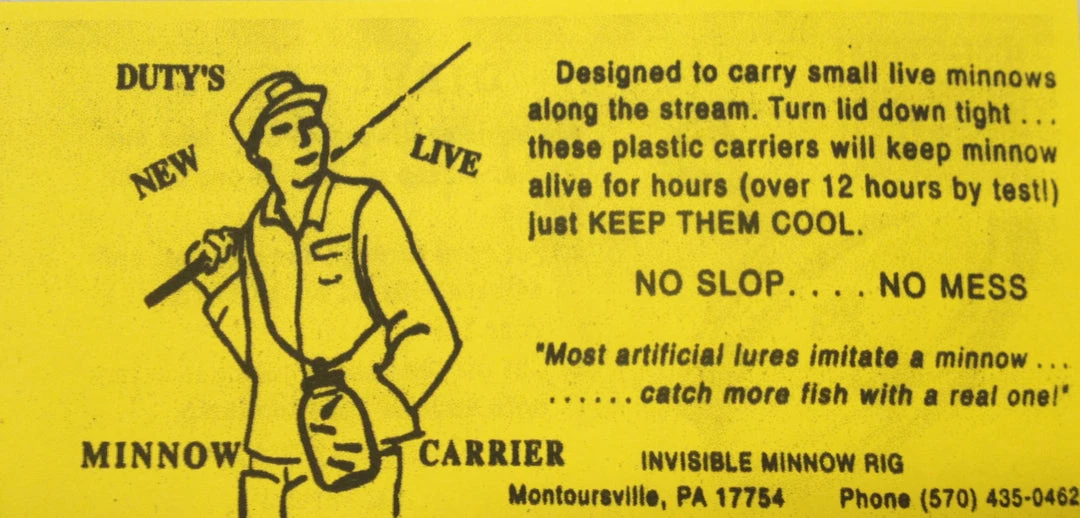 DUTY'S
NEW
LIVE
MINNOW
CARRIER
Designed to carry small live minnows
along the stream. Turn lid down tight ...
these plastic carriers will keep minnow
alive for hours (over 12 hours by test!)
just KEEP THEM COOL.
NO SLOP. . . . NO MESS
"Most artificial lures imitate a minnow ...
......catch more fish with a real one!"
INVISIBLE MINNOW RIG
Montoursville, PA 17754 Phone (570) 435-0462